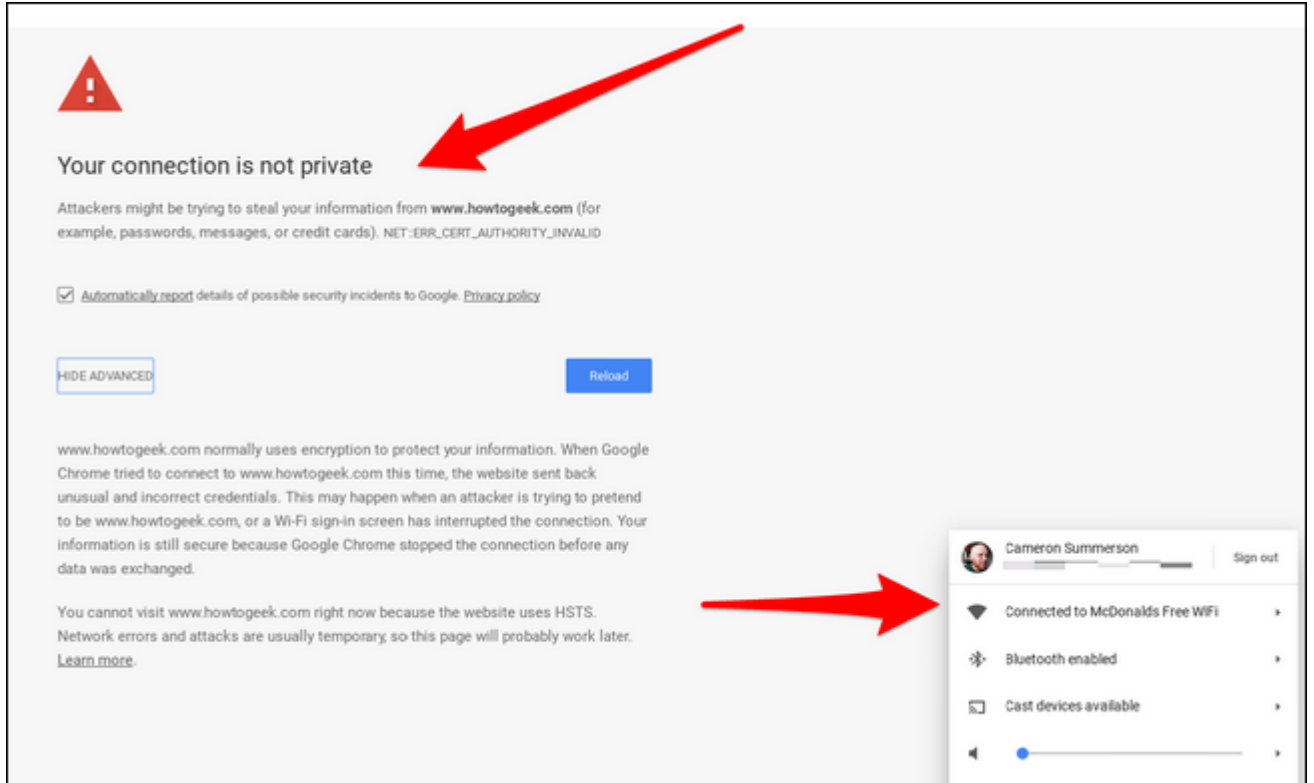 Your connection is not private
Attackers might be trying to steal your information from www.howtogeek.com (for
example, passwords, messages, or credit cards). NET::ERR_CERT_AUTHORITY_INVALID
Automatically report details of possible security incidents to Google. Privacy policy
HIDE ADVANCED
Reload
www.howtogeek.com normally uses encryption to protect your information. When Google
Chrome tried to connect to www.howtogeek.com this time, the website sent back
unusual and incorrect credentials. This may happen when an attacker is trying to pretend
to be www.howtogeek.com, or a Wi-Fi sign-in screen has interrupted the connection. Your
information is still secure because Google Chrome stopped the connection before any
data was exchanged.
You cannot visit www.howtogeek.com right now because the website uses HSTS.
Network errors and attacks are usually temporary, so this page will probably work later.
Learn more.
Cameron Summerson
Sign out
Connected to McDonalds Free WiFi
Bluetooth enabled
Cast devices available